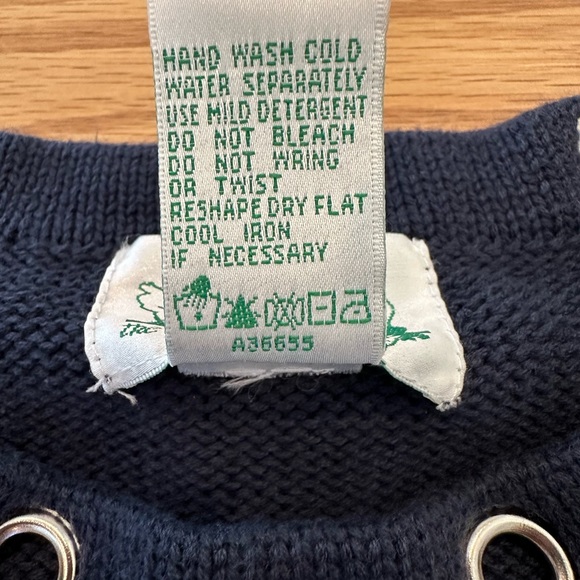 HAND WASH COLD
WATER SEPARATELY
USE MILD DETERGENT
DO NOT BLEACH
DO NOT WRING
OR TWIST
RESHAPE DRY FLAT
COOL IRON
IF NECESSARY
A36655